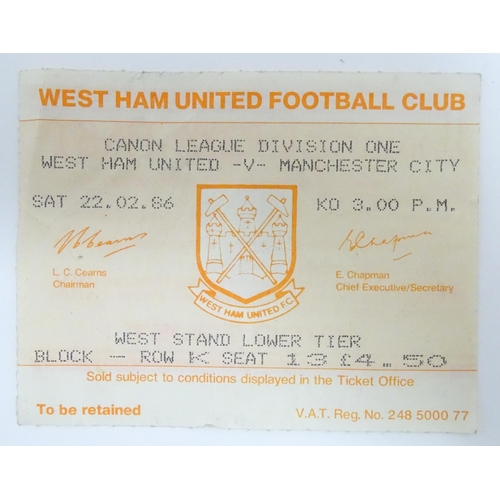 WEST HAM UNITED FOOTBALL CLUB
CANON LEAGUE DIVISION ONE
WEST HAM UNITED -V- MANCHESTER CITY
SAT 22.02.86 KO 3.00 P.M.
L. C. Cearns
Chairman
E. Chapman
Chief Executive/Secretary
WEST HAM UNITED F.C.
WEST STAND LOWER TIER
BLOCK - ROW K SEAT 13 £4.50
Sold subject to conditions displayed in the Ticket Office
To be retained V.A.T. Reg. No. 248 5000 77